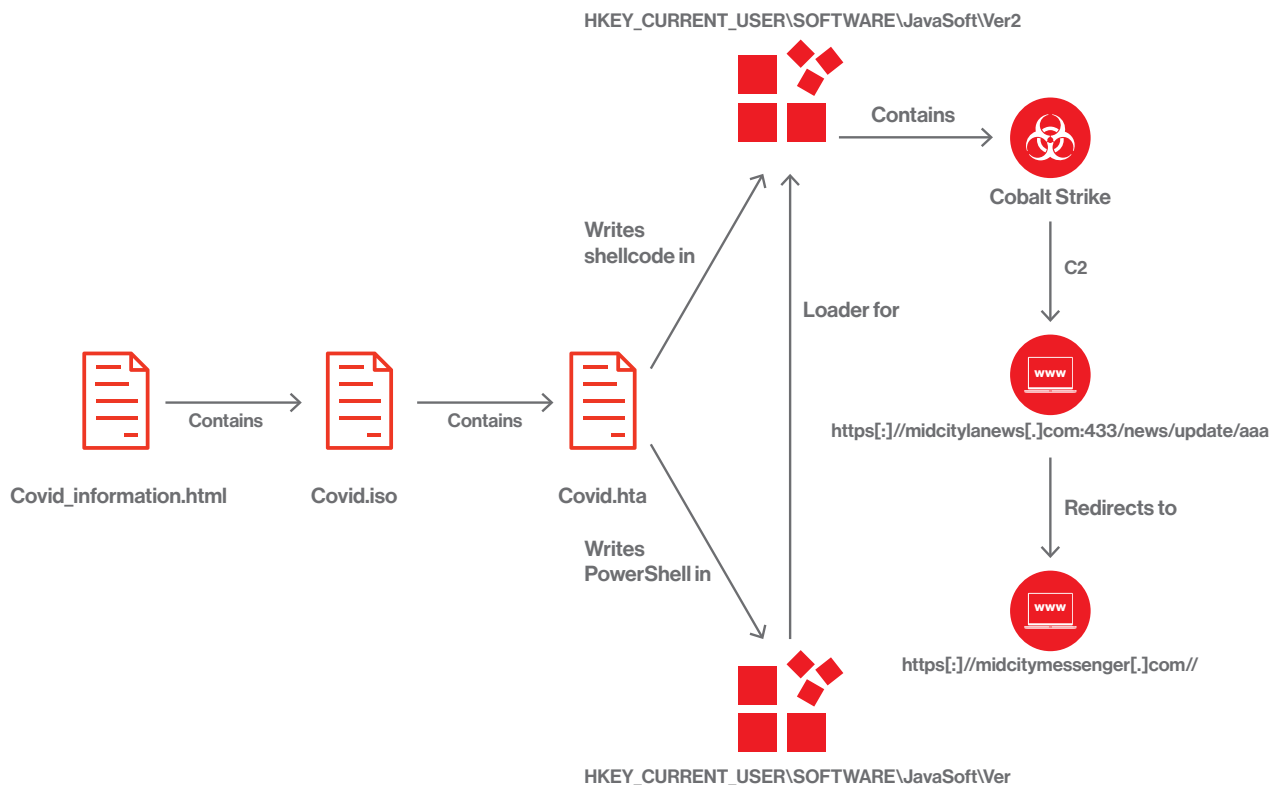 HKEY_CURRENT_USER\SOFTWARE\JavaSoft\Ver2
Contains
Cobalt Strike
Writes
shellcode in
C2
Loader for
www
https[:]//midcitylanews[.]com:433/news/update/aaa
Contains
Contains
Covid_information.html
Covid.iso
Covid.hta
Redirects to
Writes
PowerShell in
www
https[:]//midcitymessenger[.]com//
HKEY_CURRENT_USER\SOFTWARE\JavaSoft\Ver